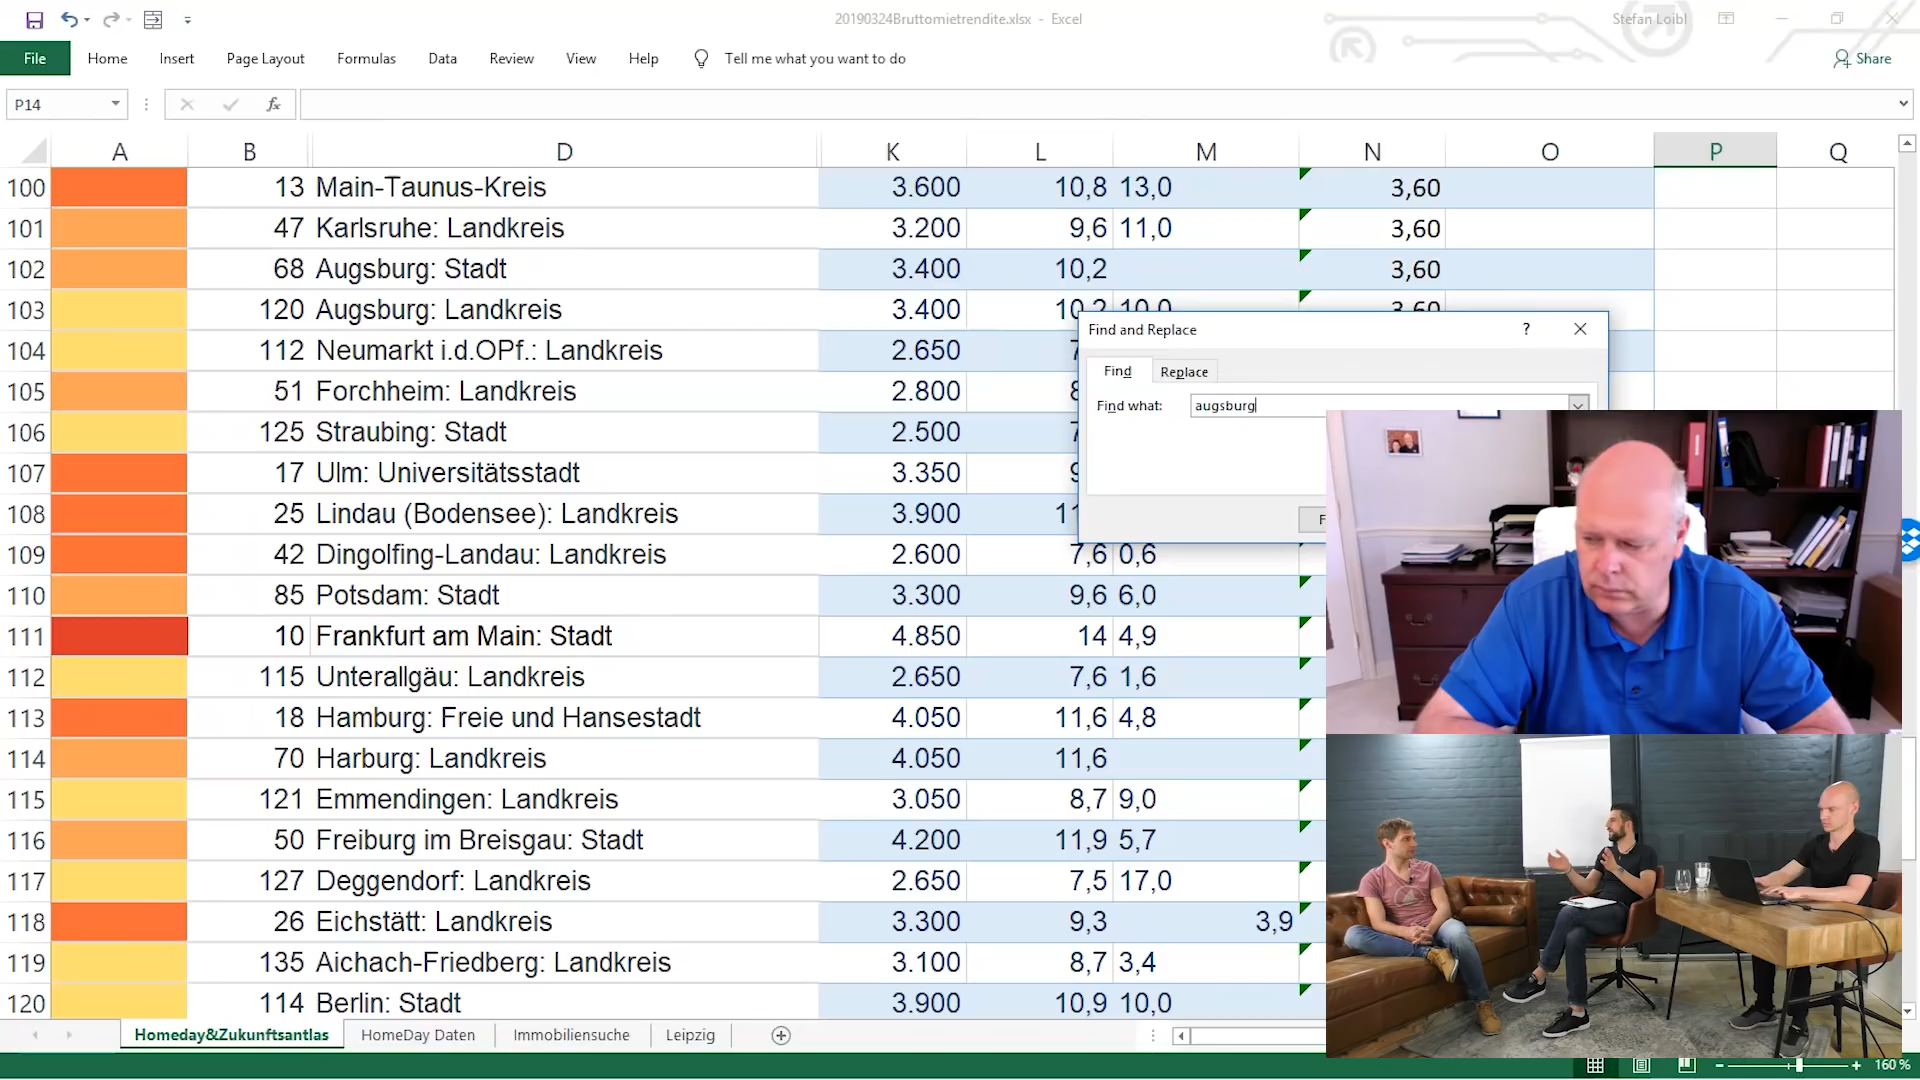 20190324Bruttomietrendite.xlsx - Excel
Stefan Loibl
File Home Insert Page Layout Formulas Data Review View Help Tell me what you want to do Share
P14 fx
A B D K L M N O P Q
100 13 Main-Taunus-Kreis 3.600 10,8 13,0 3,60
101 47 Karlsruhe: Landkreis 3.200 9,6 11,0 3,60
102 68 Augsburg: Stadt 3.400 10,2 3,60
103 120 Augsburg: Landkreis 3.400 10,2 10,0 3,60
104 112 Neumarkt i.d.OPf.: Landkreis 2.650
105 51 Forchheim: Landkreis 2.800
106 125 Straubing: Stadt 2.500
107 17 Ulm: Universitätsstadt 3.350
108 25 Lindau (Bodensee): Landkreis 3.900
109 42 Dingolfing-Landau: Landkreis 2.600 7,6 0,6
110 85 Potsdam: Stadt 3.300 9,6 6,0
111 10 Frankfurt am Main: Stadt 4.850 14 4,9
112 115 Unterallgäu: Landkreis 2.650 7,6 1,6
113 18 Hamburg: Freie und Hansestadt 4.050 11,6 4,8
114 70 Harburg: Landkreis 4.050 11,6
115 121 Emmendingen: Landkreis 3.050 8,7 9,0
116 50 Freiburg im Breisgau: Stadt 4.200 11,9 5,7
117 127 Deggendorf: Landkreis 2.650 7,5 17,0
118 26 Eichstätt: Landkreis 3.300 9,3 3,9
119 135 Aichach-Friedberg: Landkreis 3.100 8,7 3,4
120 114 Berlin: Stadt 3.900 10,9 10,0
Find and Replace ?
Find Replace
Find what: augsburg
Homeday&Zukunftsantlas HomeDay Daten Immobiliensuche Leipzig
160 %